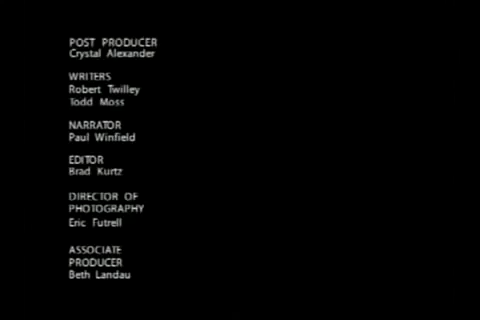 POST PRODUCER
Crystal Alexander
WRITERS
Robert Twilley
Todd Moss
NARRATOR
Paul Winfield
EDITOR
Brad Kurtz
DIRECTOR OF
PHOTOGRAPHY
Eric Futrell
ASSOCIATE
PRODUCER
Beth Landau